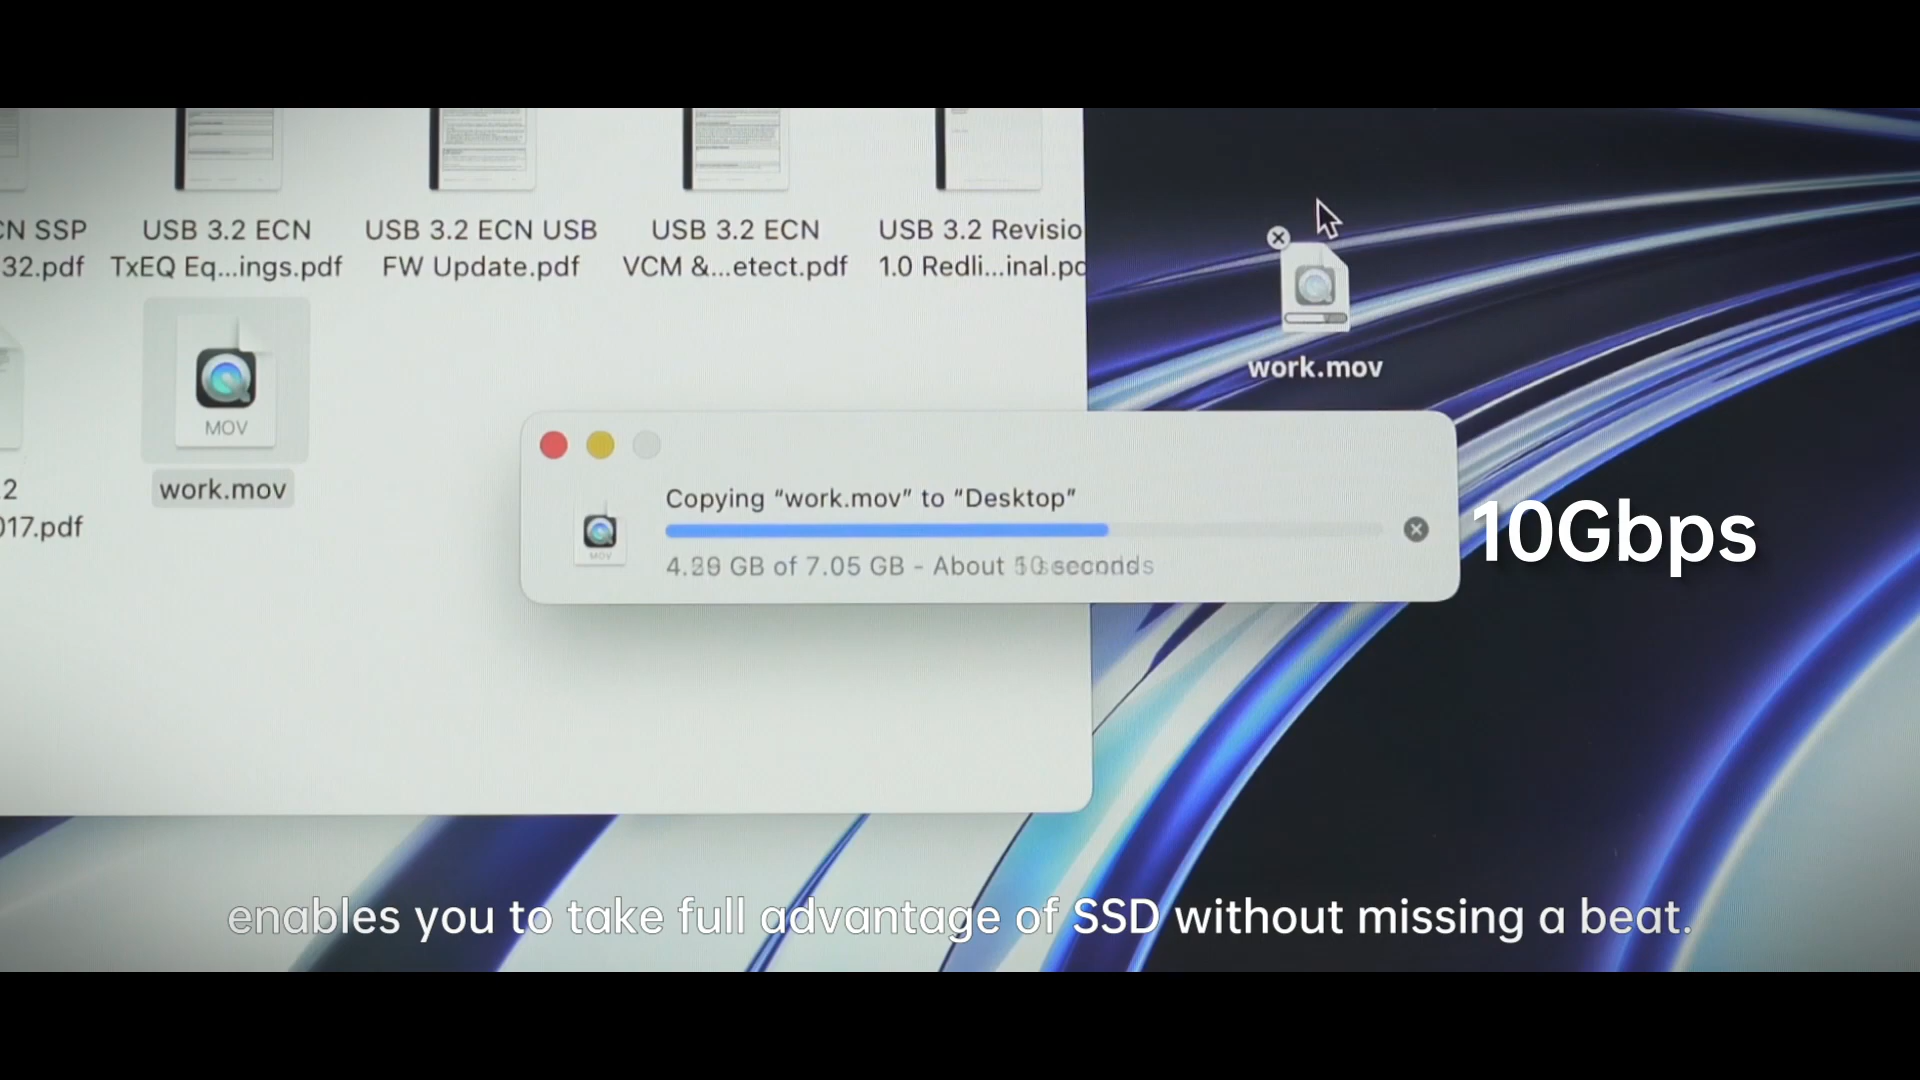 CN SSP
32.pdf
USB 3.2 ECN
TxEQ Eq...ings.pdf
USB 3.2 ECN USB
FW Update.pdf
USB 3.2 ECN
VCM &...etect.pdf
USB 3.2 Revisio
1.0 Redli...inal.pd
work.mov
MOV
work.mov
.2
017.pdf
Copying “work.mov” to “Desktop”
MOV
GB of 7.05 GB - About seconds
10Gbps
enables you to take full advantage of SSD without missing a beat.